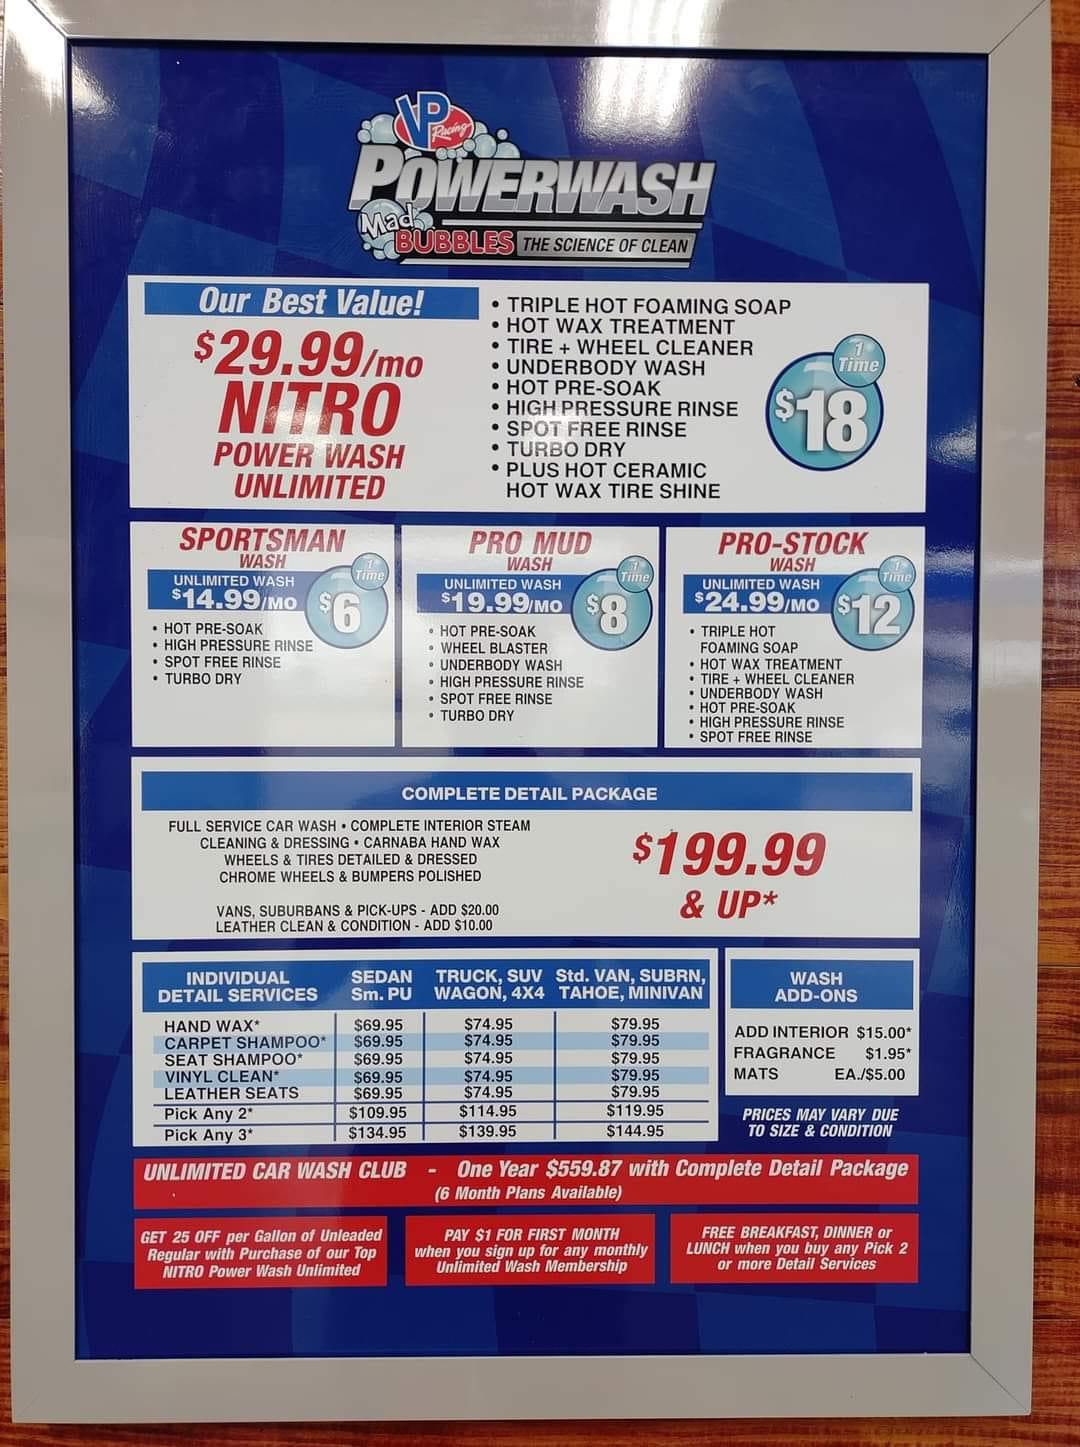 VP Racing
POWERWASH
Mad
BUBBLES THE SCIENCE OF CLEAN
Our Best Value!
$29.99/mo
NITRO
POWER WASH
UNLIMITED
• TRIPLE HOT FOAMING SOAP
• HOT WAX TREATMENT
• TIRE + WHEEL CLEANER
• UNDERBODY WASH
• HOT PRE-SOAK
• HIGH PRESSURE RINSE
• SPOT FREE RINSE
• TURBO DRY
• PLUS HOT CERAMIC
HOT WAX TIRE SHINE
1
Time
$18
SPORTSMAN
WASH
UNLIMITED WASH
$14.99/MO
1
Time
$6
• HOT PRE-SOAK
• HIGH PRESSURE RINSE
• SPOT FREE RINSE
• TURBO DRY
PRO MUD
WASH
UNLIMITED WASH
$19.99/MO
1
Time
$8
• HOT PRE-SOAK
• WHEEL BLASTER
• UNDERBODY WASH
• HIGH PRESSURE RINSE
• SPOT FREE RINSE
• TURBO DRY
PRO-STOCK
WASH
UNLIMITED WASH
$24.99/MO
1
Time
$12
• TRIPLE HOT
FOAMING SOAP
• HOT WAX TREATMENT
• TIRE + WHEEL CLEANER
• UNDERBODY WASH
• HOT PRE-SOAK
• HIGH PRESSURE RINSE
• SPOT FREE RINSE
COMPLETE DETAIL PACKAGE
FULL SERVICE CAR WASH • COMPLETE INTERIOR STEAM
CLEANING & DRESSING • CARNABA HAND WAX
WHEELS & TIRES DETAILED & DRESSED
CHROME WHEELS & BUMPERS POLISHED
VANS, SUBURBANS & PICK-UPS - ADD $20.00
LEATHER CLEAN & CONDITION - ADD $10.00
$199.99
& UP*
INDIVIDUAL DETAIL SERVICES SEDAN Sm. PU TRUCK, SUV WAGON, 4X4 Std. VAN, SUBRN, TAHOE, MINIVAN
HAND WAX* $69.95 $74.95 $79.95
CARPET SHAMPOO* $69.95 $74.95 $79.95
SEAT SHAMPOO* $69.95 $74.95 $79.95
VINYL CLEAN* $69.95 $74.95 $79.95
LEATHER SEATS $69.95 $74.95 $79.95
Pick Any 2* $109.95 $114.95 $119.95
Pick Any 3* $134.95 $139.95 $144.95
WASH
ADD-ONS
ADD INTERIOR $15.00*
FRAGRANCE $1.95*
MATS EA./$5.00
PRICES MAY VARY DUE
TO SIZE & CONDITION
UNLIMITED CAR WASH CLUB - One Year $559.87 with Complete Detail Package
(6 Month Plans Available)
GET 25 OFF per Gallon of Unleaded
Regular with Purchase of our Top
NITRO Power Wash Unlimited
PAY $1 FOR FIRST MONTH
when you sign up for any monthly
Unlimited Wash Membership
FREE BREAKFAST, DINNER or
LUNCH when you buy any Pick 2
or more Detail Services